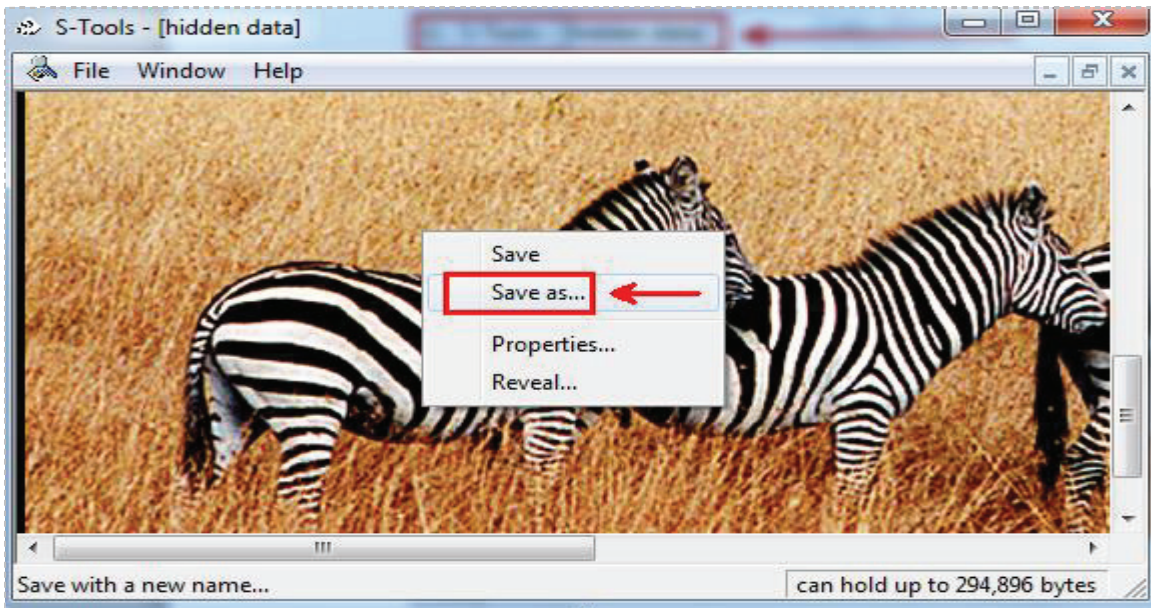 S-Tools - [hidden data]
File Window Help
Save
Save as...
Properties...
Reveal...
Save with a new name...
can hold up to 294,896 bytes